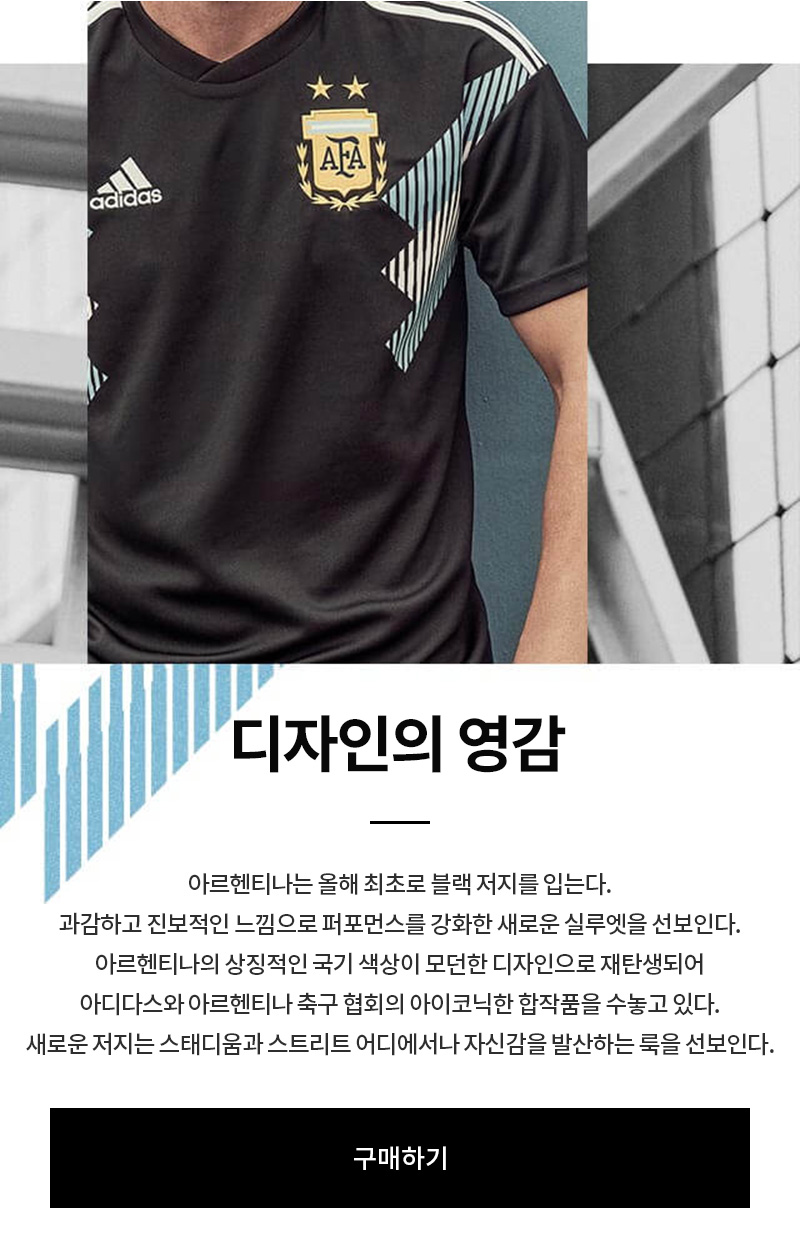 adidas
AFA
디자인의 영감
아르헨티나는 올해 최초로 블랙 저지를 입는다.
과감하고 진보적인 느낌으로 퍼포먼스를 강화한 새로운 실루엣을 선보인다.
아르헨티나의 상징적인 국기 색상이 모던한 디자인으로 재탄생되어
아디다스와 아르헨티나 축구 협회의 아이코닉한 합작품을 수놓고 있다.
새로운 저지는 스태디움과 스트리트 어디에서나 자신감을 발산하는 룩을 선보인다.
구매하기